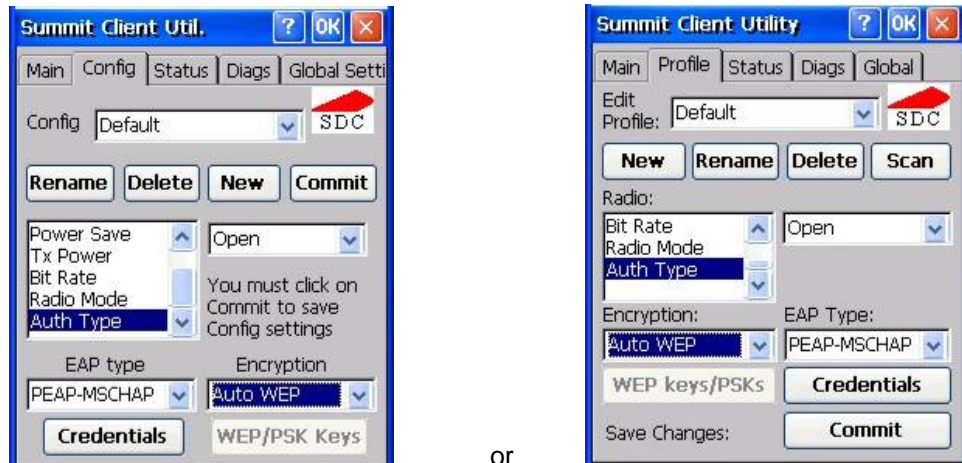 Summit Client Util. ? OK ×
Main Config Status Diags Global Setti
Config Default SDC
Rename Delete New Commit
Power Save
Tx Power
Bit Rate
Radio Mode
Auth Type
Open
You must click on
Commit to save
Config settings
EAP type Encryption
PEAP-MSCHAP Auto WEP
Credentials WEP/PSK Keys
or
Summit Client Utility ? OK ×
Main Profile Status Diags Global
Edit
Profile: Default SDC
New Rename Delete Scan
Radio:
Bit Rate
Radio Mode
Auth Type
Open
Encryption: EAP Type:
Auto WEP PEAP-MSCHAP
WEP keys/PSKs Credentials
Save Changes: Commit